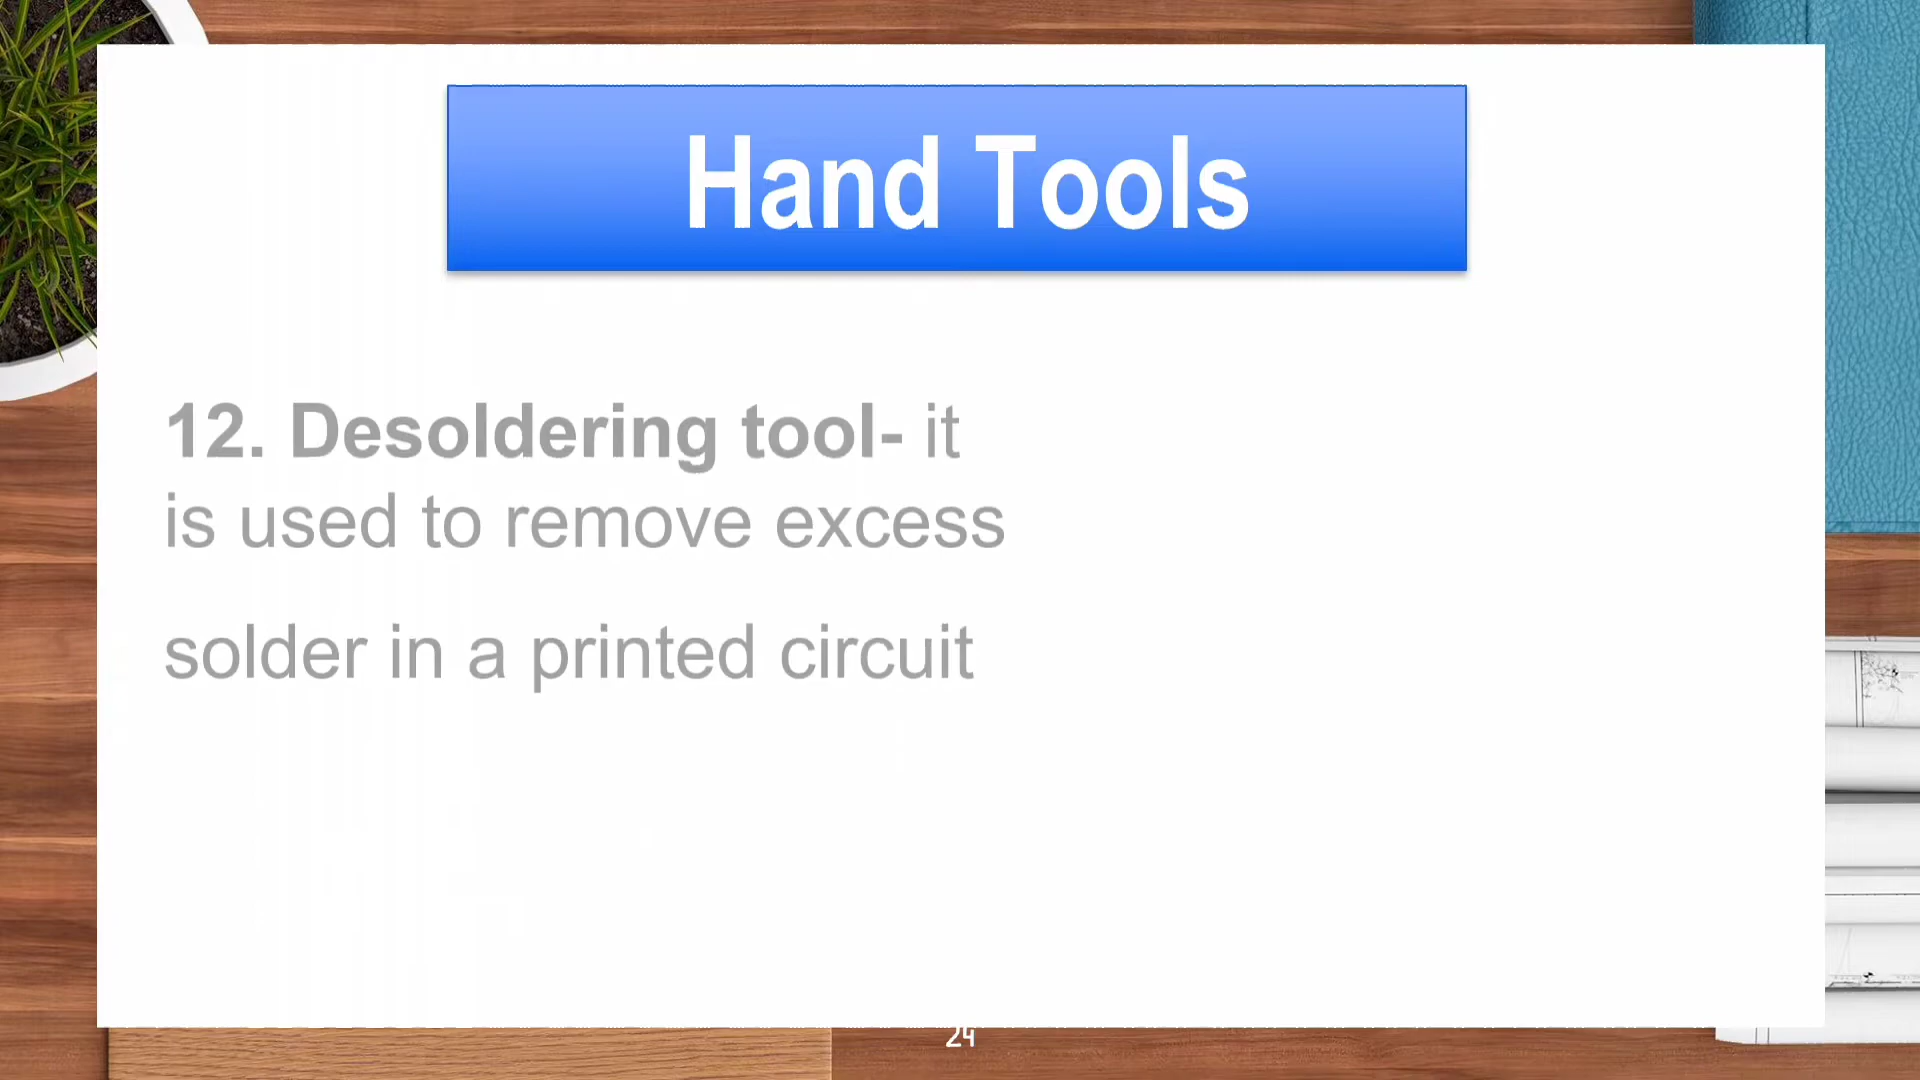 Hand Tools
12. Desoldering tool- it
is used to remove excess
solder in a printed circuit
24